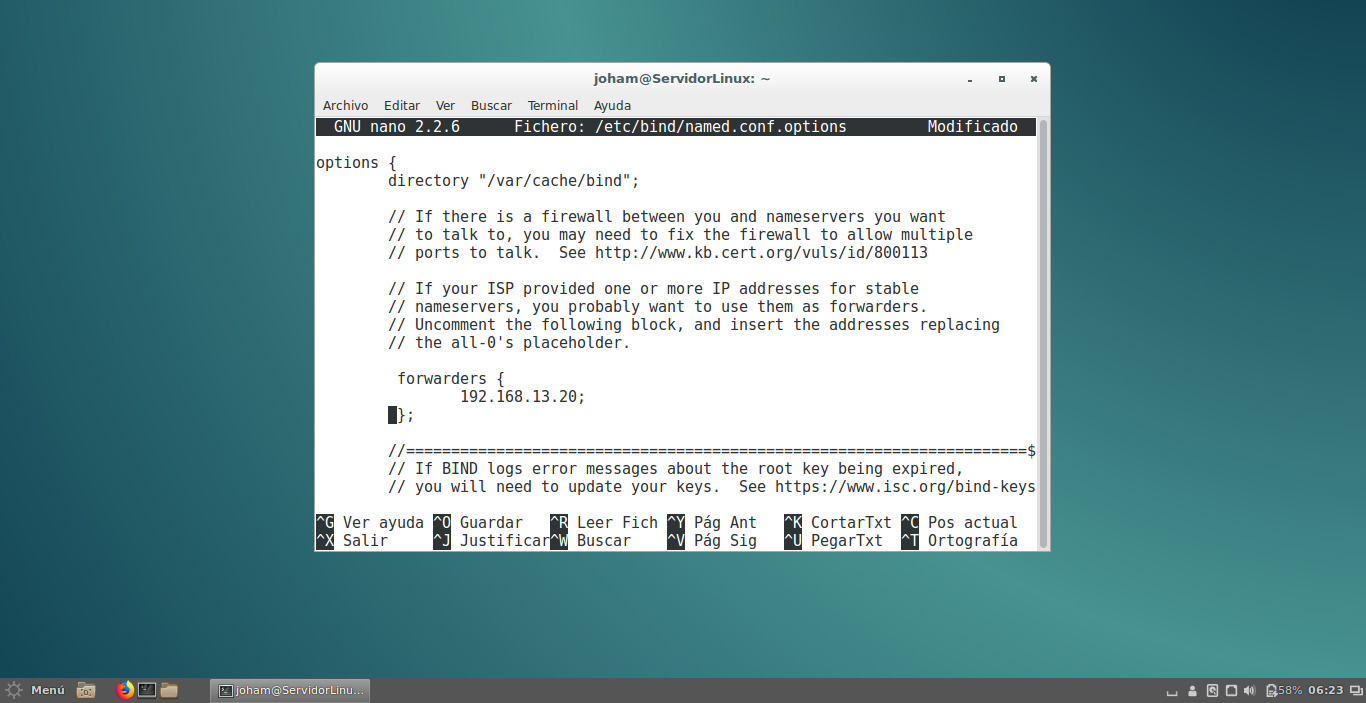 joham@ServidorLinux: ~
Archivo Editar Ver Buscar Terminal Ayuda
GNU nano 2.2.6 Fichero: /etc/bind/named.conf.options Modificado
options {
directory "/var/cache/bind";
// If there is a firewall between you and nameservers you want
// to talk to, you may need to fix the firewall to allow multiple
// ports to talk.  See http://www.kb.cert.org/vuls/id/800113
// If your ISP provided one or more IP addresses for stable
// nameservers, you probably want to use them as forwarders.
// Uncomment the following block, and insert the addresses replacing
// the all-0's placeholder.
forwarders {
192.168.13.20;
};
//=====================================================================$
// If BIND logs error messages about the root key being expired,
// you will need to update your keys.  See https://www.isc.org/bind-keys
^G Ver ayuda ^O Guardar ^R Leer Fich ^Y Pág Ant ^K CortarTxt ^C Pos actual
^X Salir ^J Justificar ^W Buscar ^V Pág Sig ^U PegarTxt ^T Ortografía
Menú joham@ServidorLinu... 58% 06:23